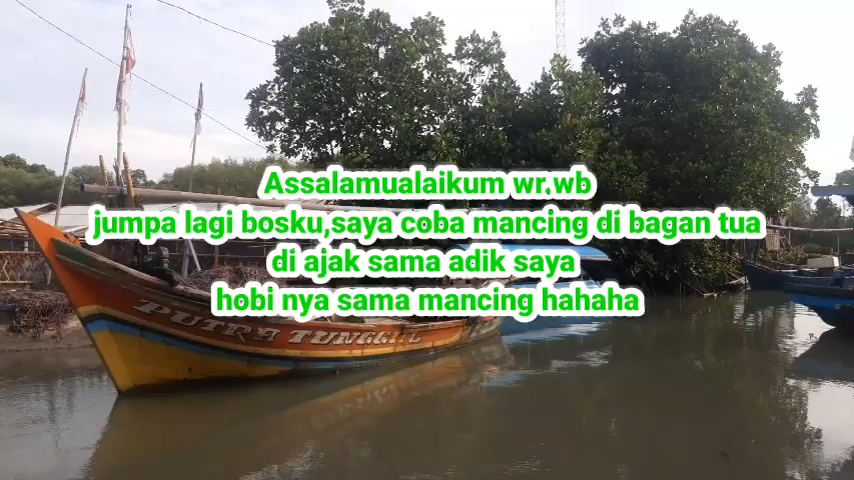 Assalamualaikum wr.wb
jumpa lagi bosku,saya coba mancing di bagan tua
di ajak sama adik saya
hobi nya sama mancing hahaha
PUTRA TUNGGAL